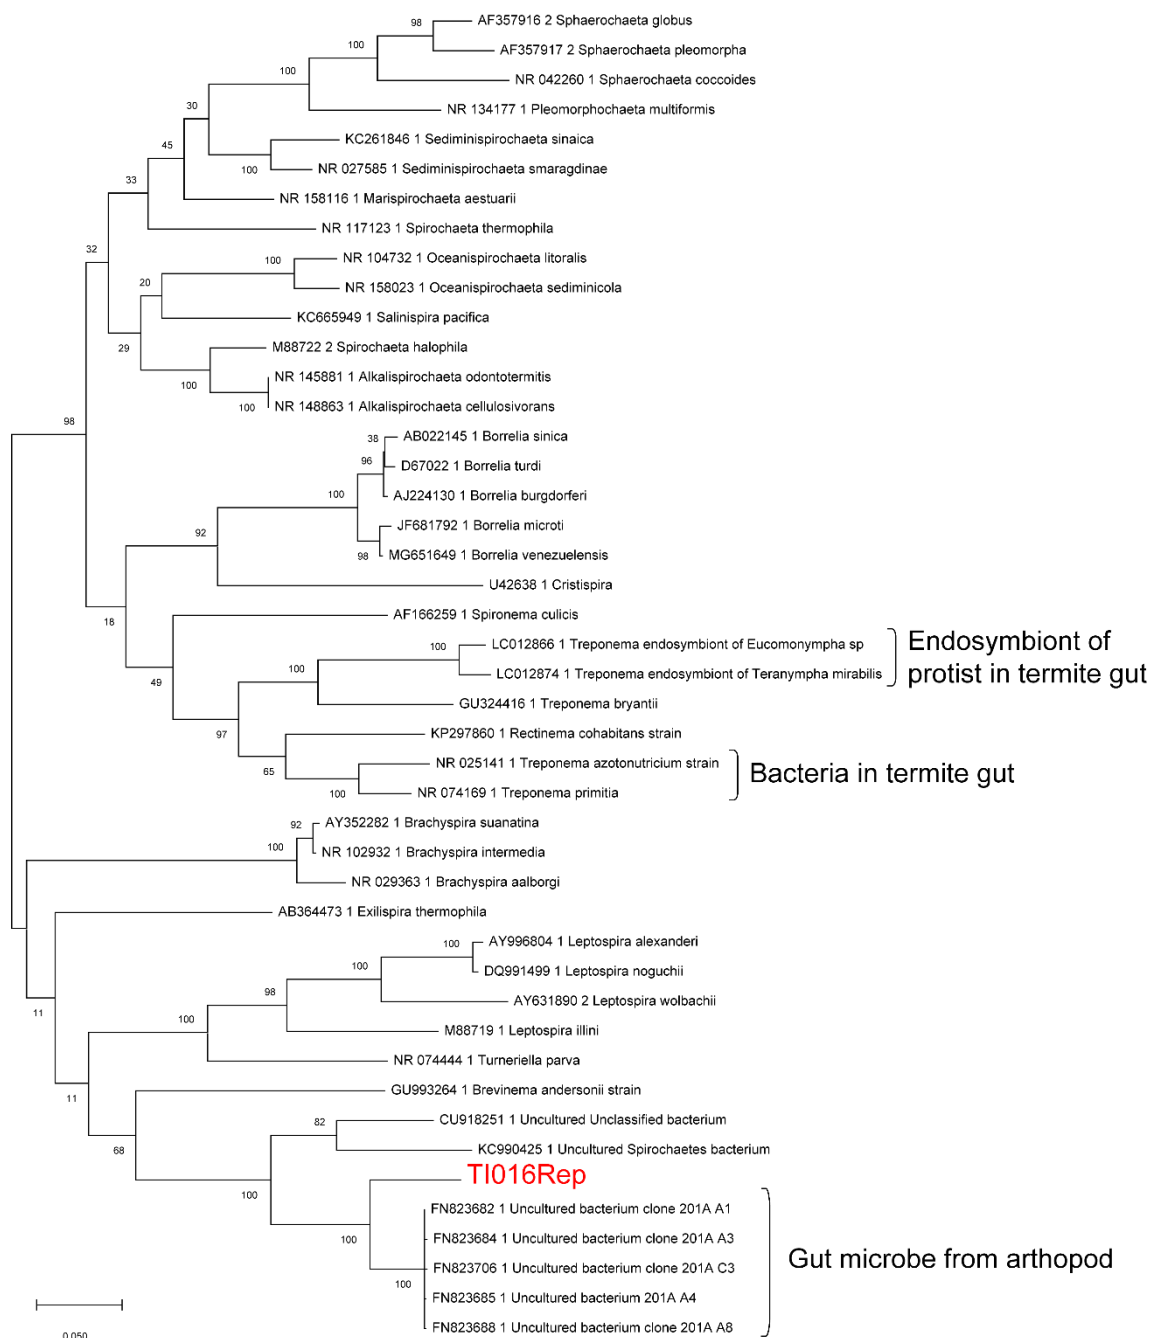 98
AF357916 2 Sphaerochaeta globus
100
AF357917 2 Sphaerochaeta pleomorpha
100
NR 042260 1 Sphaerochaeta coccoides
30
NR 134177 1 Pleomorphochaeta multiformis
45
KC261846 1 Sediminispirochaeta sinaica
100
NR 027585 1 Sediminispirochaeta smaragdinae
33
NR 158116 1 Marispirochaeta aestuarii
NR 117123 1 Spirochaeta thermophila
32
100
NR 104732 1 Oceanispirochaeta litoralis
20
NR 158023 1 Oceanispirochaeta sediminicola
KC665949 1 Salinispira pacifica
29
M88722 2 Spirochaeta halophila
100
NR 145881 1 Alkalispirochaeta odontotermitis
100
NR 148863 1 Alkalispirochaeta cellulosivorans
98
38
AB022145 1 Borrelia sinica
96
D67022 1 Borrelia turdi
100
AJ224130 1 Borrelia burgdorferi
92
JF681792 1 Borrelia microti
98
MG651649 1 Borrelia venezuelensis
U42638 1 Cristispira
18
AF166259 1 Spironema culicis
100
LC012866 1 Treponema endosymbiont of Eucomonympha sp
100
LC012874 1 Treponema endosymbiont of Teranympha mirabilis
Endosymbiont of
protist in termite gut
49
GU324416 1 Treponema bryantii
97
KP297860 1 Rectinema cohabitans strain
65
NR 025141 1 Treponema azotonutricium strain
100
NR 074169 1 Treponema primitia
Bacteria in termite gut
92
AY352282 1 Brachyspira suanatina
100
NR 102932 1 Brachyspira intermedia
NR 029363 1 Brachyspira aalborgi
AB364473 1 Exilispira thermophila
100
AY996804 1 Leptospira alexanderi
100
DQ991499 1 Leptospira noguchii
98
AY631890 2 Leptospira wolbachii
11
100
M88719 1 Leptospira illini
NR 074444 1 Turneriella parva
11
GU993264 1 Brevinema andersonii strain
82
CU918251 1 Uncultured Unclassified bacterium
68
KC990425 1 Uncultured Spirochaetes bacterium
100
TI016Rep
FN823682 1 Uncultured bacterium clone 201A A1
100
FN823684 1 Uncultured bacterium clone 201A A3
FN823706 1 Uncultured bacterium clone 201A C3
100
FN823685 1 Uncultured bacterium 201A A4
FN823688 1 Uncultured bacterium clone 201A A8
Gut microbe from arthopod
0.050